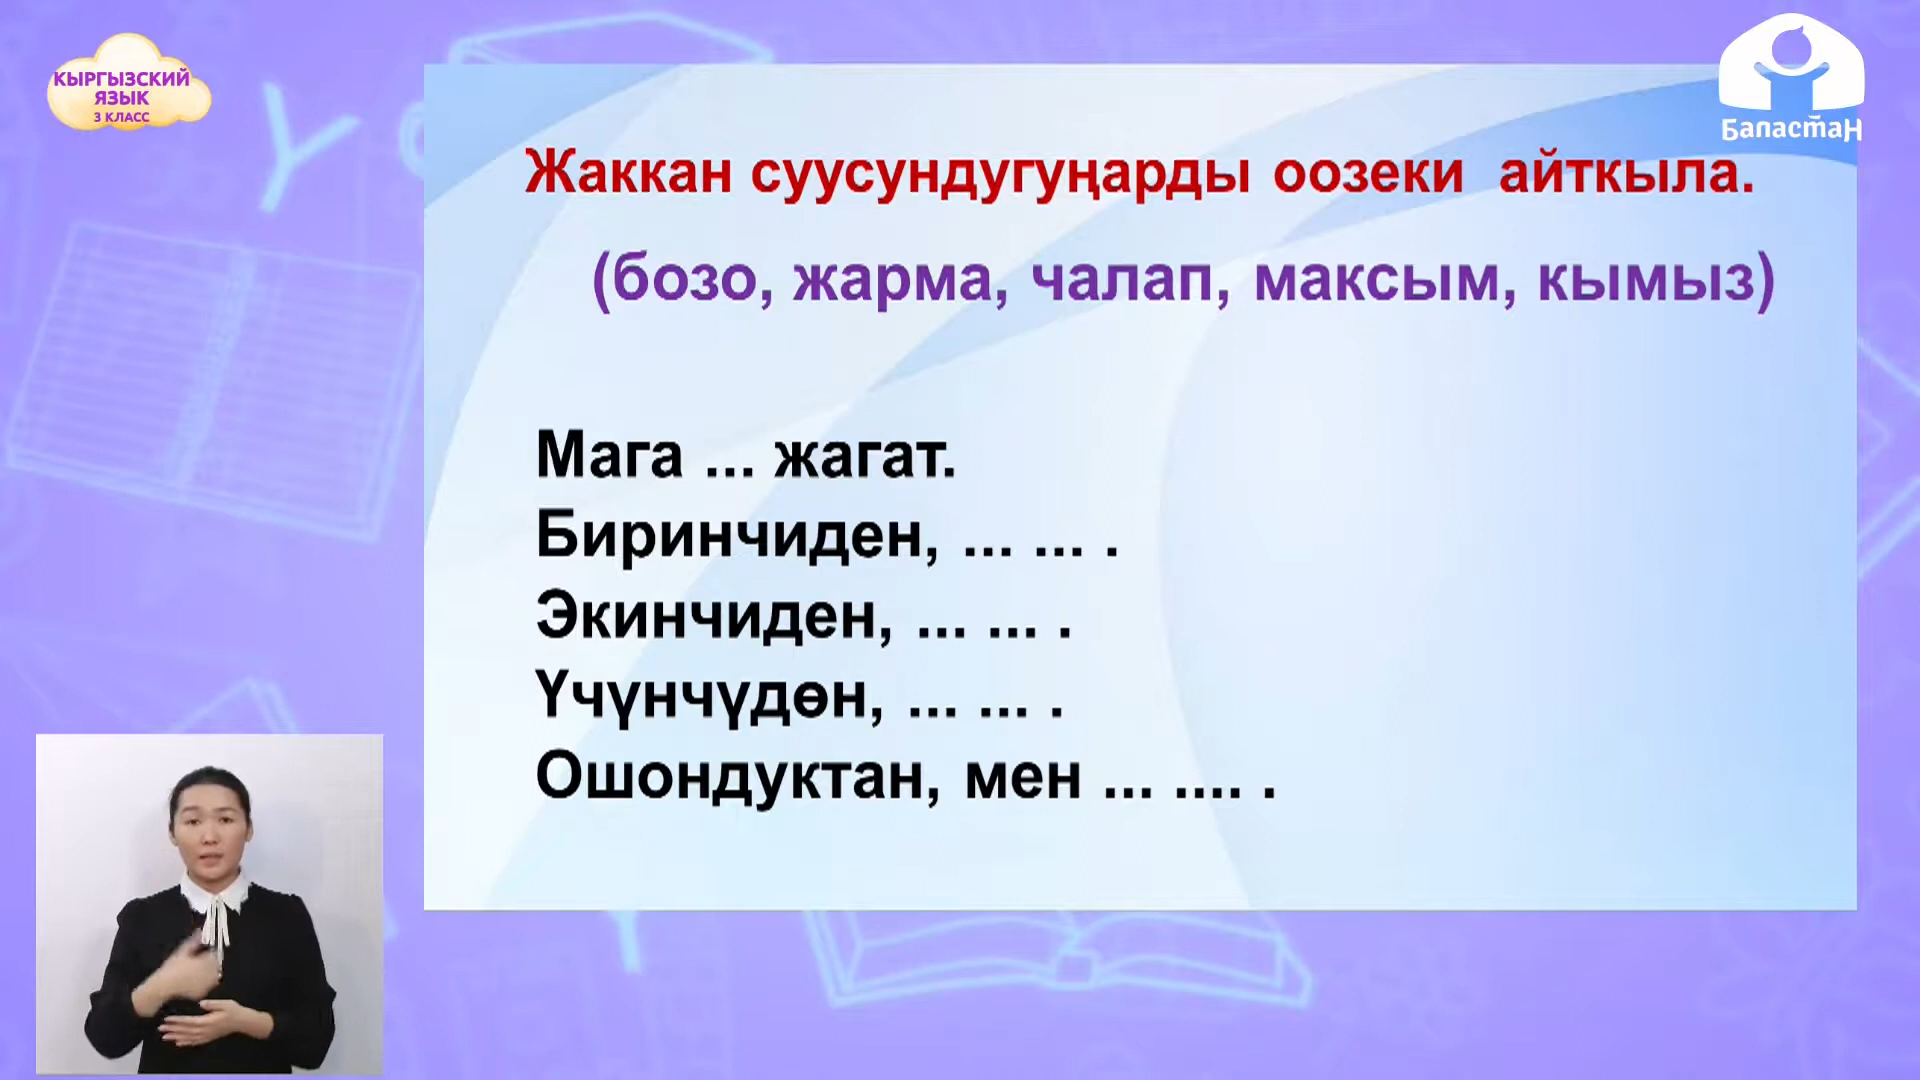 КЫРГЫЗСКИЙ
ЯЗЫК
3 КЛАСС
Баластан
Жаккан суусундугуңарды оозеки айткыла.
(бозо, жарма, чалап, максым, кымыз)
Мага ... жагат.
Биринчиден, ... ... .
Экинчиден, ... ... .
Үчүнчүдөн, ... ... .
Ошондуктан, мен ... .... .